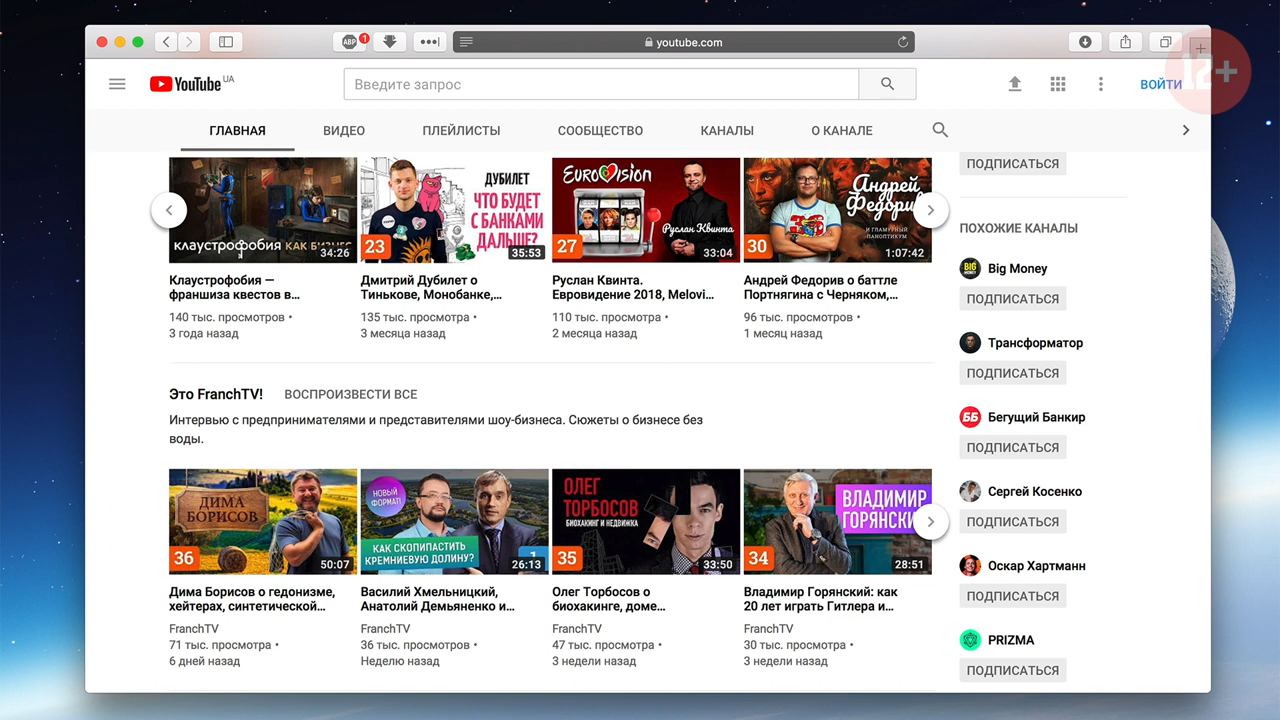 ABP 1
youtube.com
12+
YouTube UA
Введите запрос
ВОЙТИ
ГЛАВНАЯ ВИДЕО ПЛЕЙЛИСТЫ СООБЩЕСТВО КАНАЛЫ О КАНАЛЕ
КЛАУСТРОФОБИЯ КАК БИЗНЕС
34:26
ДУБИЛЕТ
ЧТО БУДЕТ
С БАНКАМИ
ДАЛЬШЕ?
23
35:53
EUROVISION
Руслан Квинта
27
33:04
Андрей
Федорив
И ГЛАМУРНЫЙ
ПАНОПТИКУМ
30
1:07:42
Клаустрофобия —
франшиза квестов в...
140 тыс. просмотров •
3 года назад
Дмитрий Дубилет о
Тинькове, Монобанке,...
135 тыс. просмотра •
3 месяца назад
Руслан Квинта.
Евровидение 2018, Melovi...
110 тыс. просмотра •
2 месяца назад
Андрей Федорив о баттле
Портнягина с Черняком,...
96 тыс. просмотров •
1 месяц назад
Это FranchTV! ВОСПРОИЗВЕСТИ ВСЕ
Интервью с предпринимателями и представителями шоу-бизнеса. Сюжеты о бизнесе без
воды.
ДИМА
БОРИСОВ
36
50:07
НОВЫЙ
ФОРМАТ!
КАК СКОПИПАСТИТЬ
КРЕМНИЕВУЮ ДОЛИНУ?
1
26:13
ОЛЕГ
ТОРБОСОВ
БИОХАКИНГ И НЕДВИЖКА
35
33:50
ВЛАДИМИР
ГОРЯНСКИ
34
28:51
Дима Борисов о гедонизме,
хейтерах, синтетической...
FranchTV
71 тыс. просмотра •
6 дней назад
Василий Хмельницкий,
Анатолий Демьяненко и...
FranchTV
36 тыс. просмотров •
Неделю назад
Олег Торбосов о
биохакинге, доме...
FranchTV
47 тыс. просмотра •
3 недели назад
Владимир Горянский: как
20 лет играть Гитлера и...
FranchTV
30 тыс. просмотра •
3 недели назад
ПОДПИСАТЬСЯ
ПОХОЖИЕ КАНАЛЫ
BIG MONEY
Big Money
ПОДПИСАТЬСЯ
Трансформатор
ПОДПИСАТЬСЯ
ББ
Бегущий Банкир
ПОДПИСАТЬСЯ
Сергей Косенко
ПОДПИСАТЬСЯ
Оскар Хартманн
ПОДПИСАТЬСЯ
PRIZMA
ПОДПИСАТЬСЯ